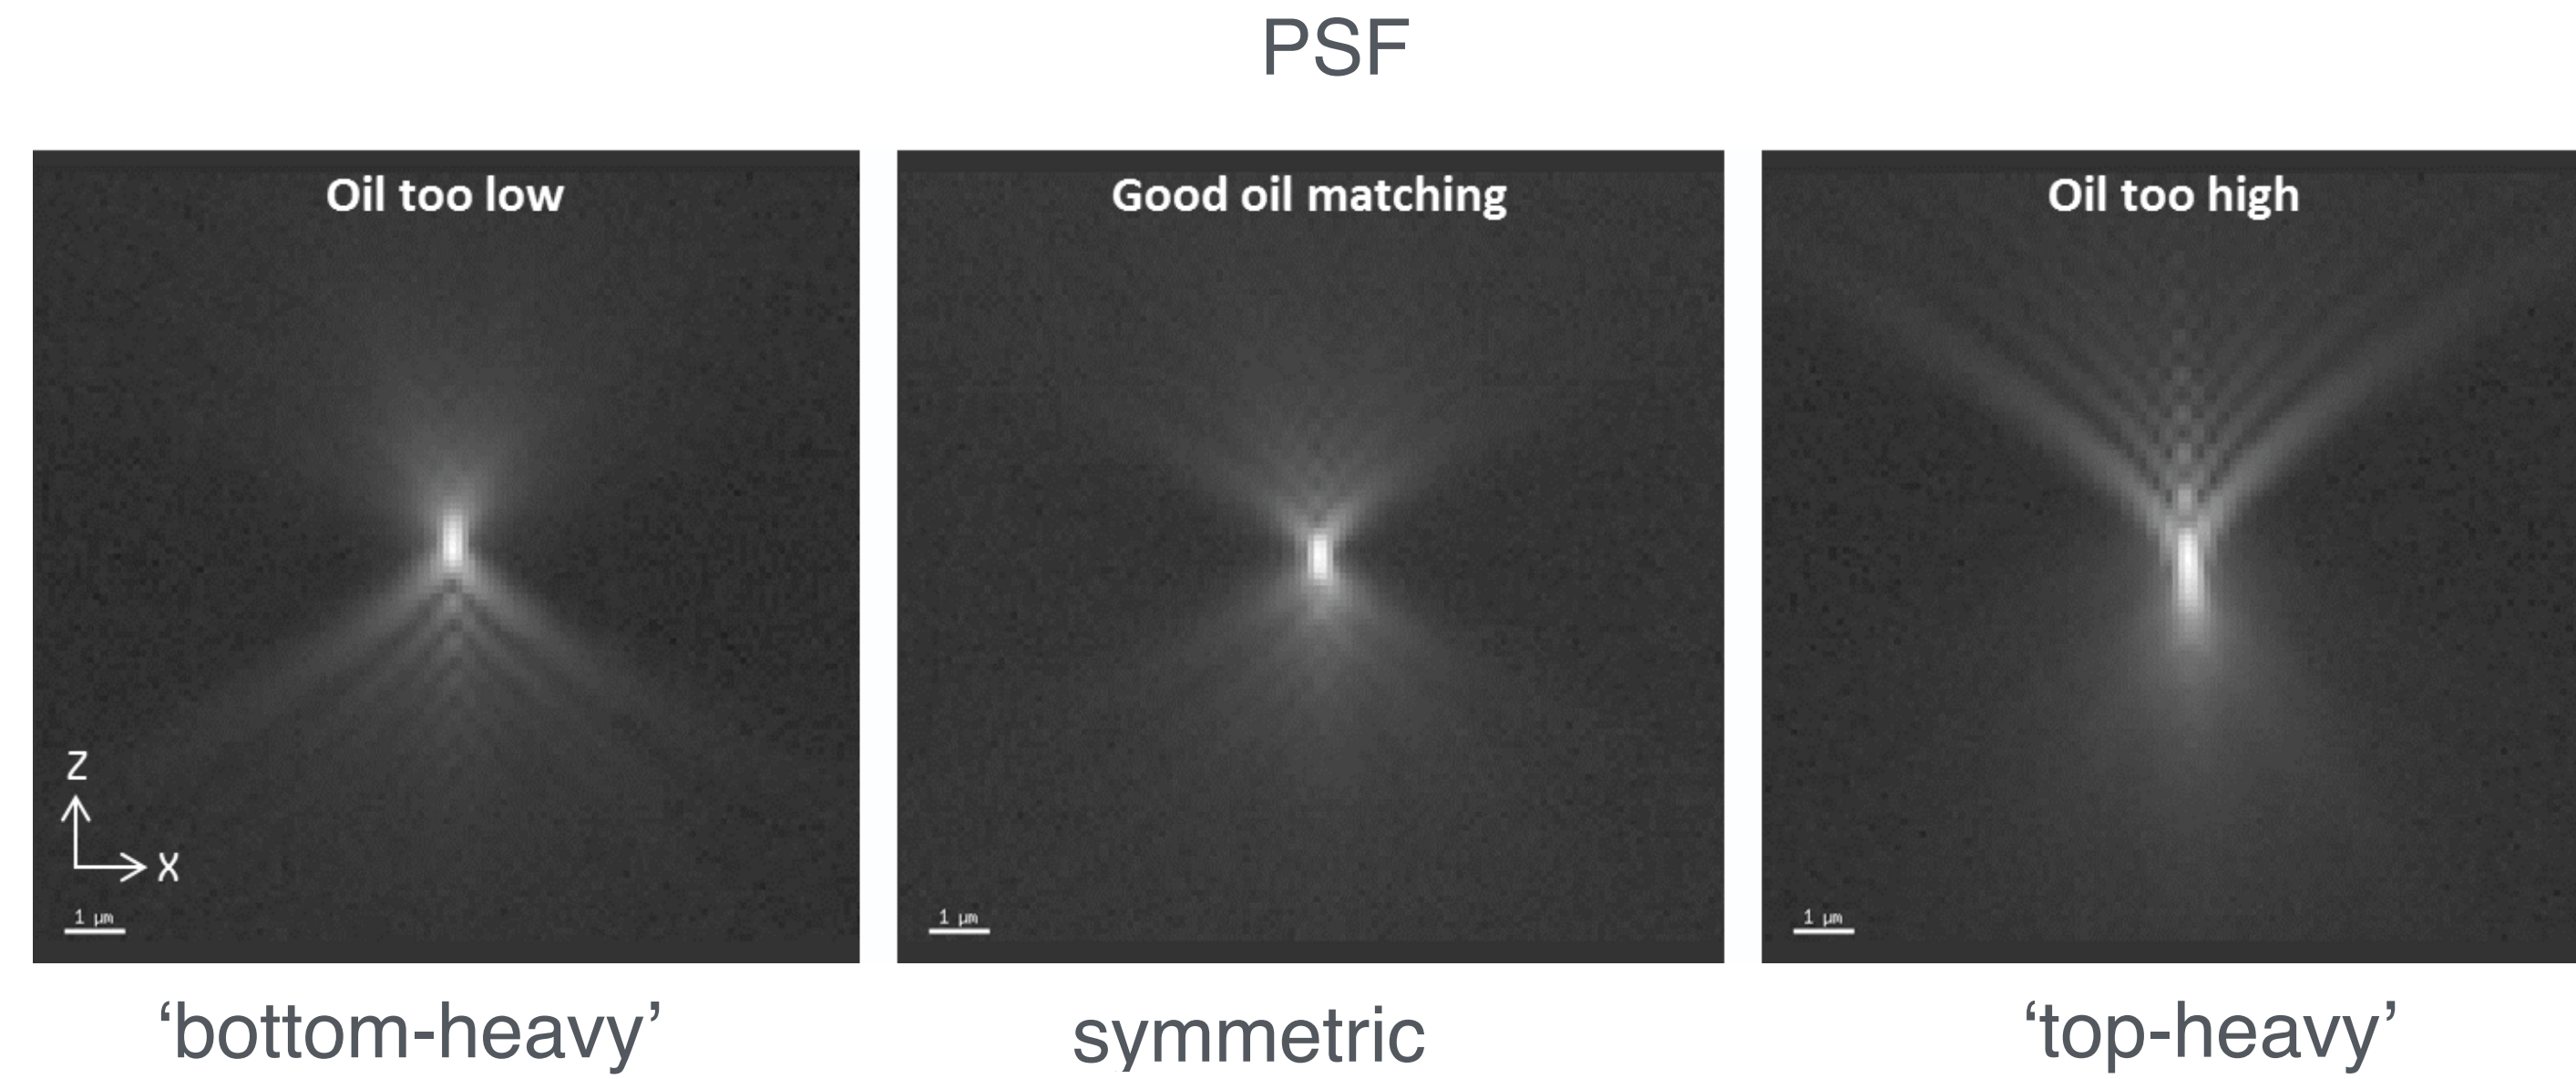 PSF
Oil too low
Good oil matching
Oil too high
Z
X
1 µm
1 µm
1 µm
‘bottom-heavy’
symmetric
‘top-heavy’